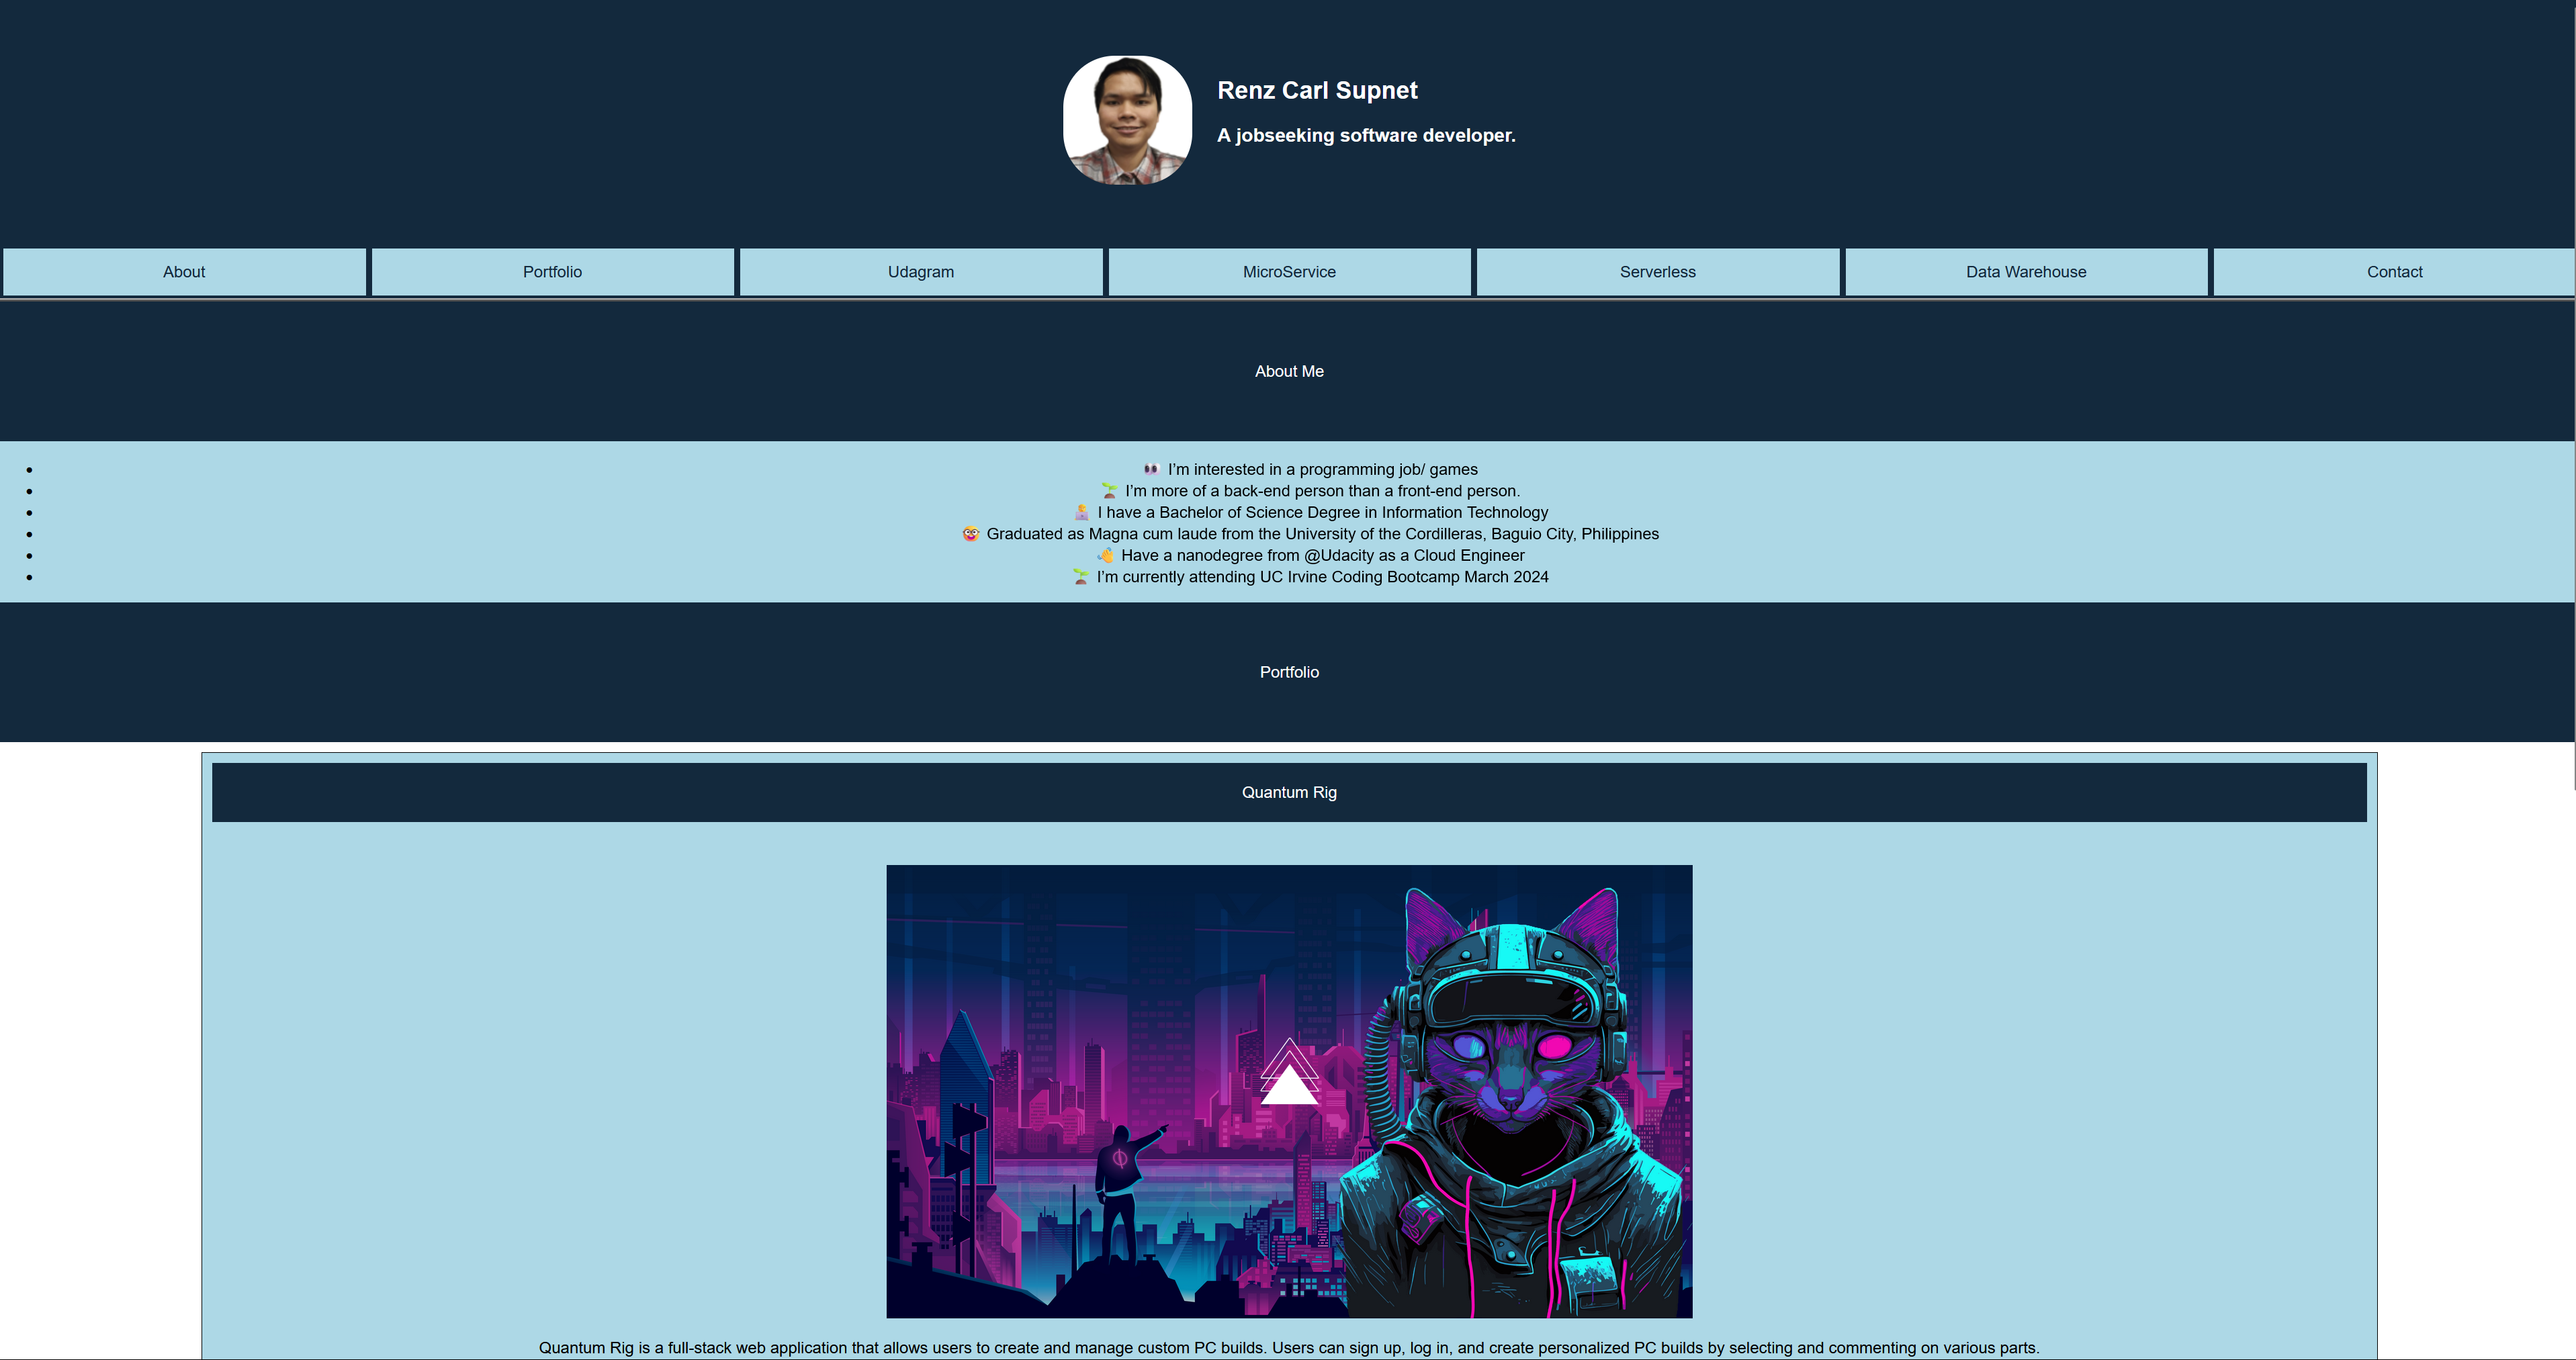 Renz Carl Supnet
A jobseeking software developer.
About
Portfolio
Udagram
MicroService
Serverless
Data Warehouse
Contact
About Me
• 👀 I’m interested in a programming job/ games
• 🌱 I’m more of a back-end person than a front-end person.
• 👨‍💻 I have a Bachelor of Science Degree in Information Technology
• 🤓 Graduated as Magna cum laude from the University of the Cordilleras, Baguio City, Philippines
• 👋 Have a nanodegree from @Udacity as a Cloud Engineer
• 🌱 I’m currently attending UC Irvine Coding Bootcamp March 2024
Portfolio
Quantum Rig
Quantum Rig is a full-stack web application that allows users to create and manage custom PC builds. Users can sign up, log in, and create personalized PC builds by selecting and commenting on various parts.